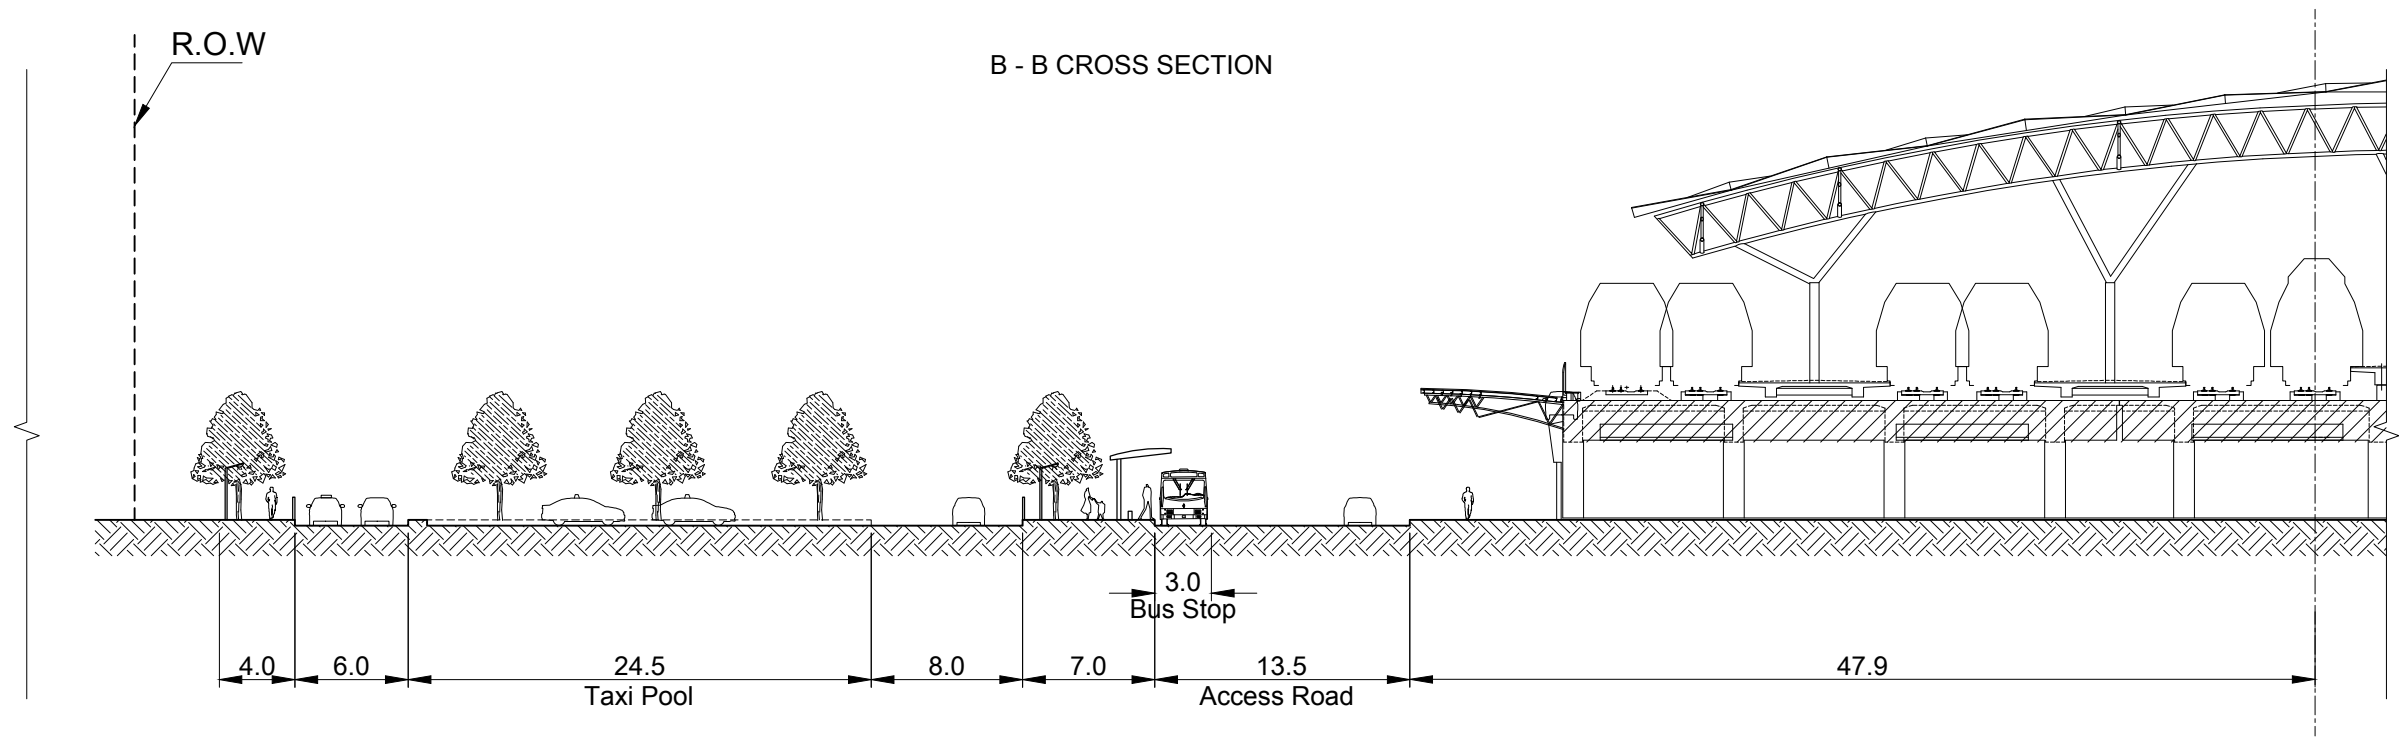 R.O.W
B - B CROSS SECTION
3.0
Bus Stop
4.0
6.0
24.5
8.0
7.0
13.5
47.9
Taxi Pool
Access Road